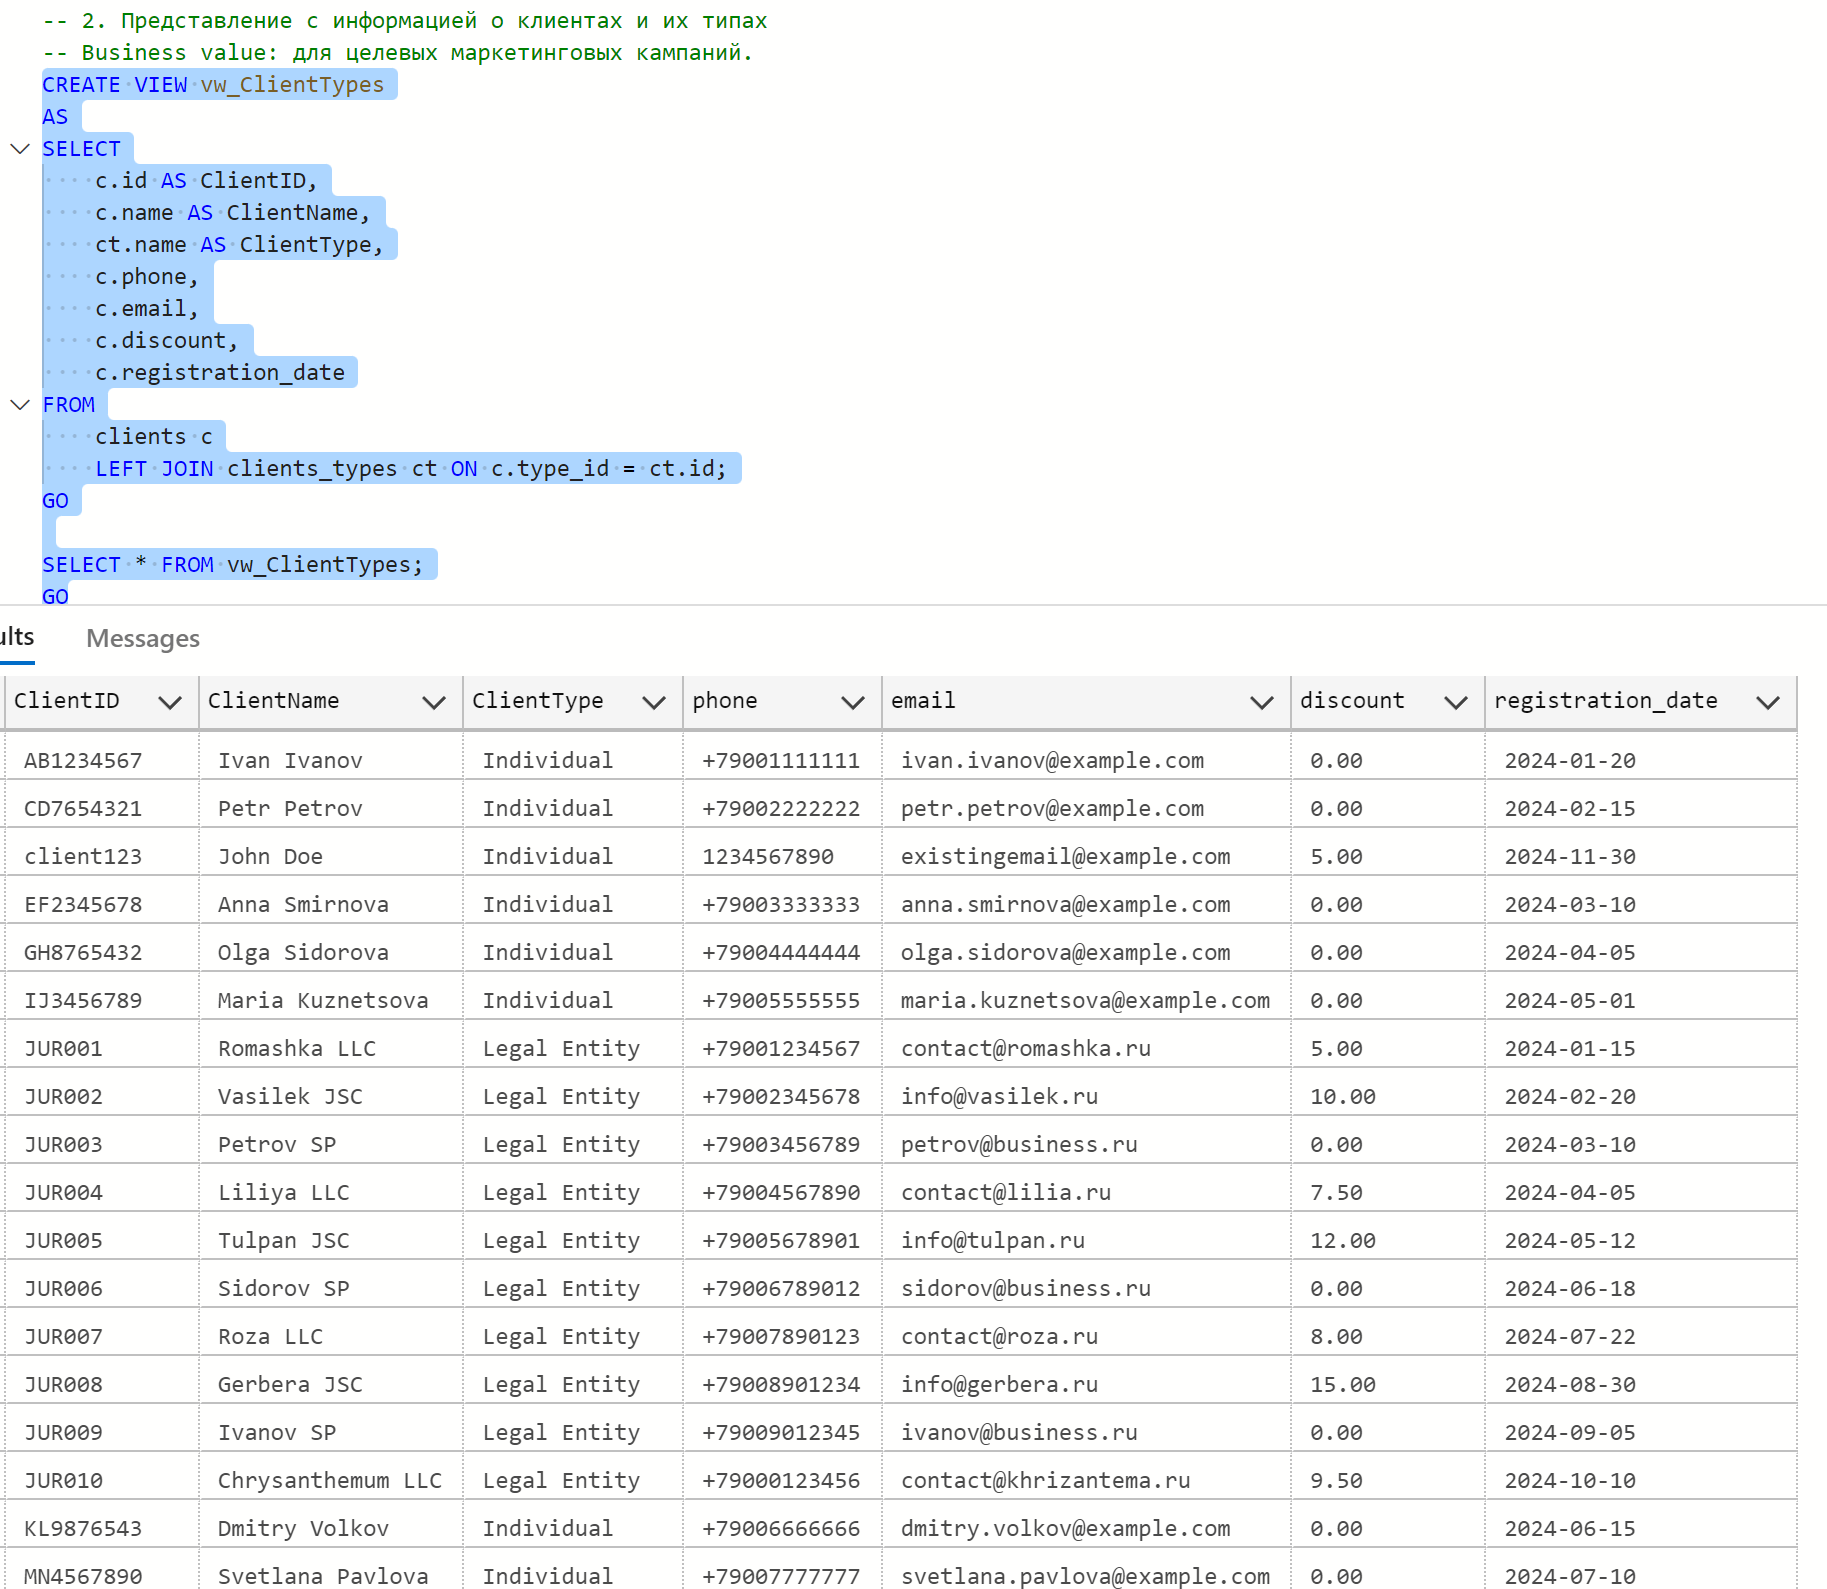 -- 2. Представление с информацией о клиентах и их типах
-- Business value: для целевых маркетинговых кампаний.
CREATE VIEW vw_ClientTypes
AS
SELECT
c.id AS ClientID,
c.name AS ClientName,
ct.name AS ClientType,
c.phone,
c.email,
c.discount,
c.registration_date
FROM
clients c
LEFT JOIN clients_types ct ON c.type_id = ct.id;
GO
SELECT * FROM vw_ClientTypes;
GO
ults Messages
ClientID ClientName ClientType phone email discount registration_date
AB1234567 Ivan Ivanov Individual +79001111111 ivan.ivanov@example.com 0.00 2024-01-20
CD7654321 Petr Petrov Individual +79002222222 petr.petrov@example.com 0.00 2024-02-15
client123 John Doe Individual 1234567890 existingemail@example.com 5.00 2024-11-30
EF2345678 Anna Smirnova Individual +79003333333 anna.smirnova@example.com 0.00 2024-03-10
GH8765432 Olga Sidorova Individual +79004444444 olga.sidorova@example.com 0.00 2024-04-05
IJ3456789 Maria Kuznetsova Individual +79005555555 maria.kuznetsova@example.com 0.00 2024-05-01
JUR001 Romashka LLC Legal Entity +79001234567 contact@romashka.ru 5.00 2024-01-15
JUR002 Vasilek JSC Legal Entity +79002345678 info@vasilek.ru 10.00 2024-02-20
JUR003 Petrov SP Legal Entity +79003456789 petrov@business.ru 0.00 2024-03-10
JUR004 Liliya LLC Legal Entity +79004567890 contact@lilia.ru 7.50 2024-04-05
JUR005 Tulpan JSC Legal Entity +79005678901 info@tulpan.ru 12.00 2024-05-12
JUR006 Sidorov SP Legal Entity +79006789012 sidorov@business.ru 0.00 2024-06-18
JUR007 Roza LLC Legal Entity +79007890123 contact@roza.ru 8.00 2024-07-22
JUR008 Gerbera JSC Legal Entity +79008901234 info@gerbera.ru 15.00 2024-08-30
JUR009 Ivanov SP Legal Entity +79009012345 ivanov@business.ru 0.00 2024-09-05
JUR010 Chrysanthemum LLC Legal Entity +79000123456 contact@khrizantema.ru 9.50 2024-10-10
KL9876543 Dmitry Volkov Individual +79006666666 dmitry.volkov@example.com 0.00 2024-06-15
MN4567890 Svetlana Pavlova Individual +79007777777 svetlana.pavlova@example.com 0.00 2024-07-10